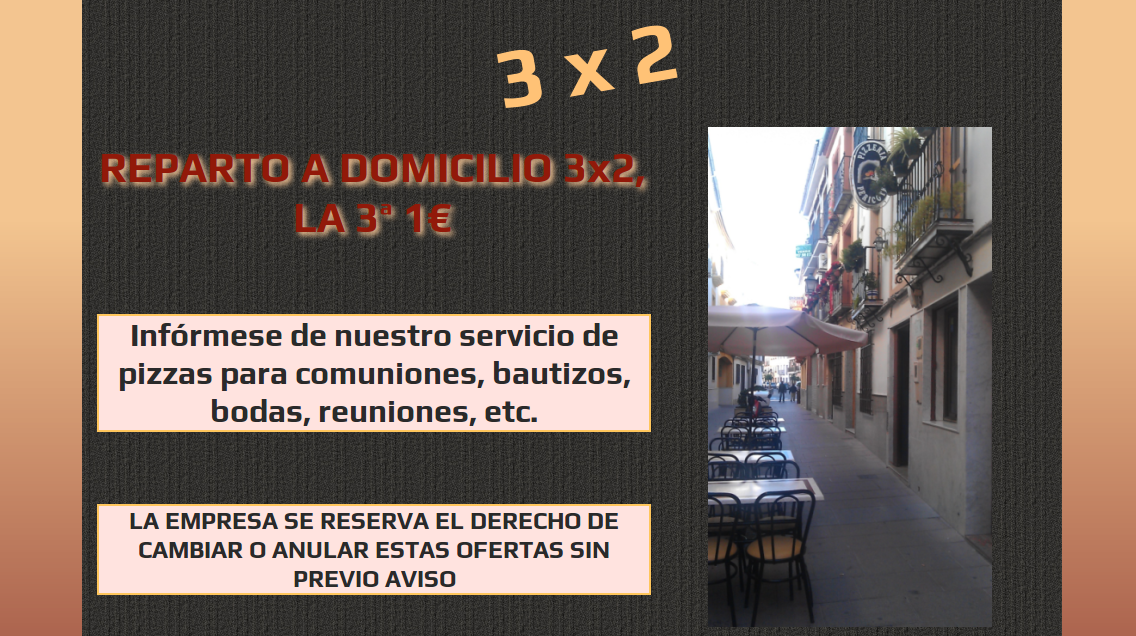 3 x 2
REPARTO A DOMICILIO 3x2,
LA 3ª 1€
PIZZERIA
Infórmese de nuestro servicio de
pizzas para comuniones, bautizos,
bodas, reuniones, etc.
LA EMPRESA SE RESERVA EL DERECHO DE
CAMBIAR O ANULAR ESTAS OFERTAS SIN
PREVIO AVISO